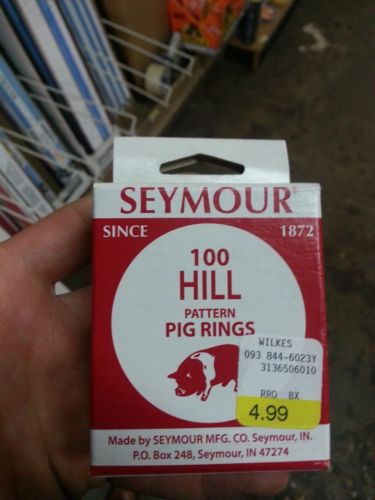 SEYMOUR®
SINCE 1872
100
HILL
PATTERN
PIG RINGS
WILKES
093 844-6023Y
3136506010
RRO BX
4.99
Made by SEYMOUR MFG. CO. Seymour, IN.
P.O. Box 248, Seymour, IN 47274